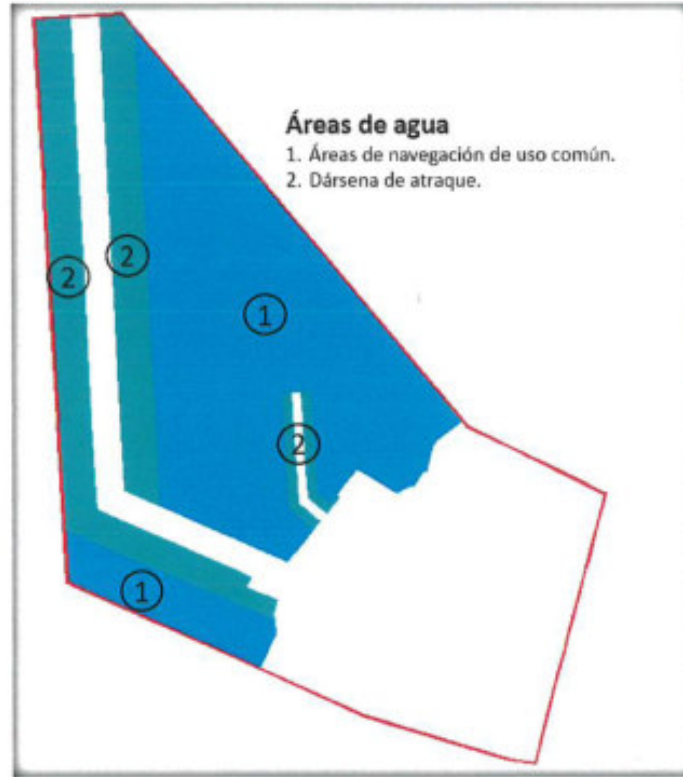 Áreas de agua
1. Áreas de navegación de uso común.
2. Dársena de atraque.
2
2
1
2
1